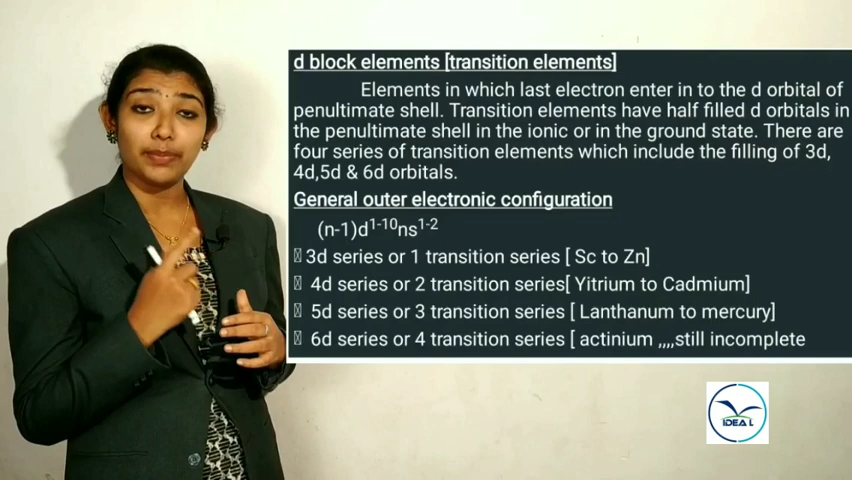 d block elements [transition elements]
Elements in which last electron enter in to the d orbital of
penultimate shell. Transition elements have half filled d orbitals in
the penultimate shell in the ionic or in the ground state. There are
four series of transition elements which include the filling of 3d,
4d,5d & 6d orbitals.
General outer electronic configuration
(n-1)d¹⁻¹⁰ns¹⁻²
3d series or 1 transition series [ Sc to Zn]
4d series or 2 transition series[ Yitrium to Cadmium]
5d series or 3 transition series [ Lanthanum to mercury]
6d series or 4 transition series [ actinium ,,,,still incomplete
IDEAL